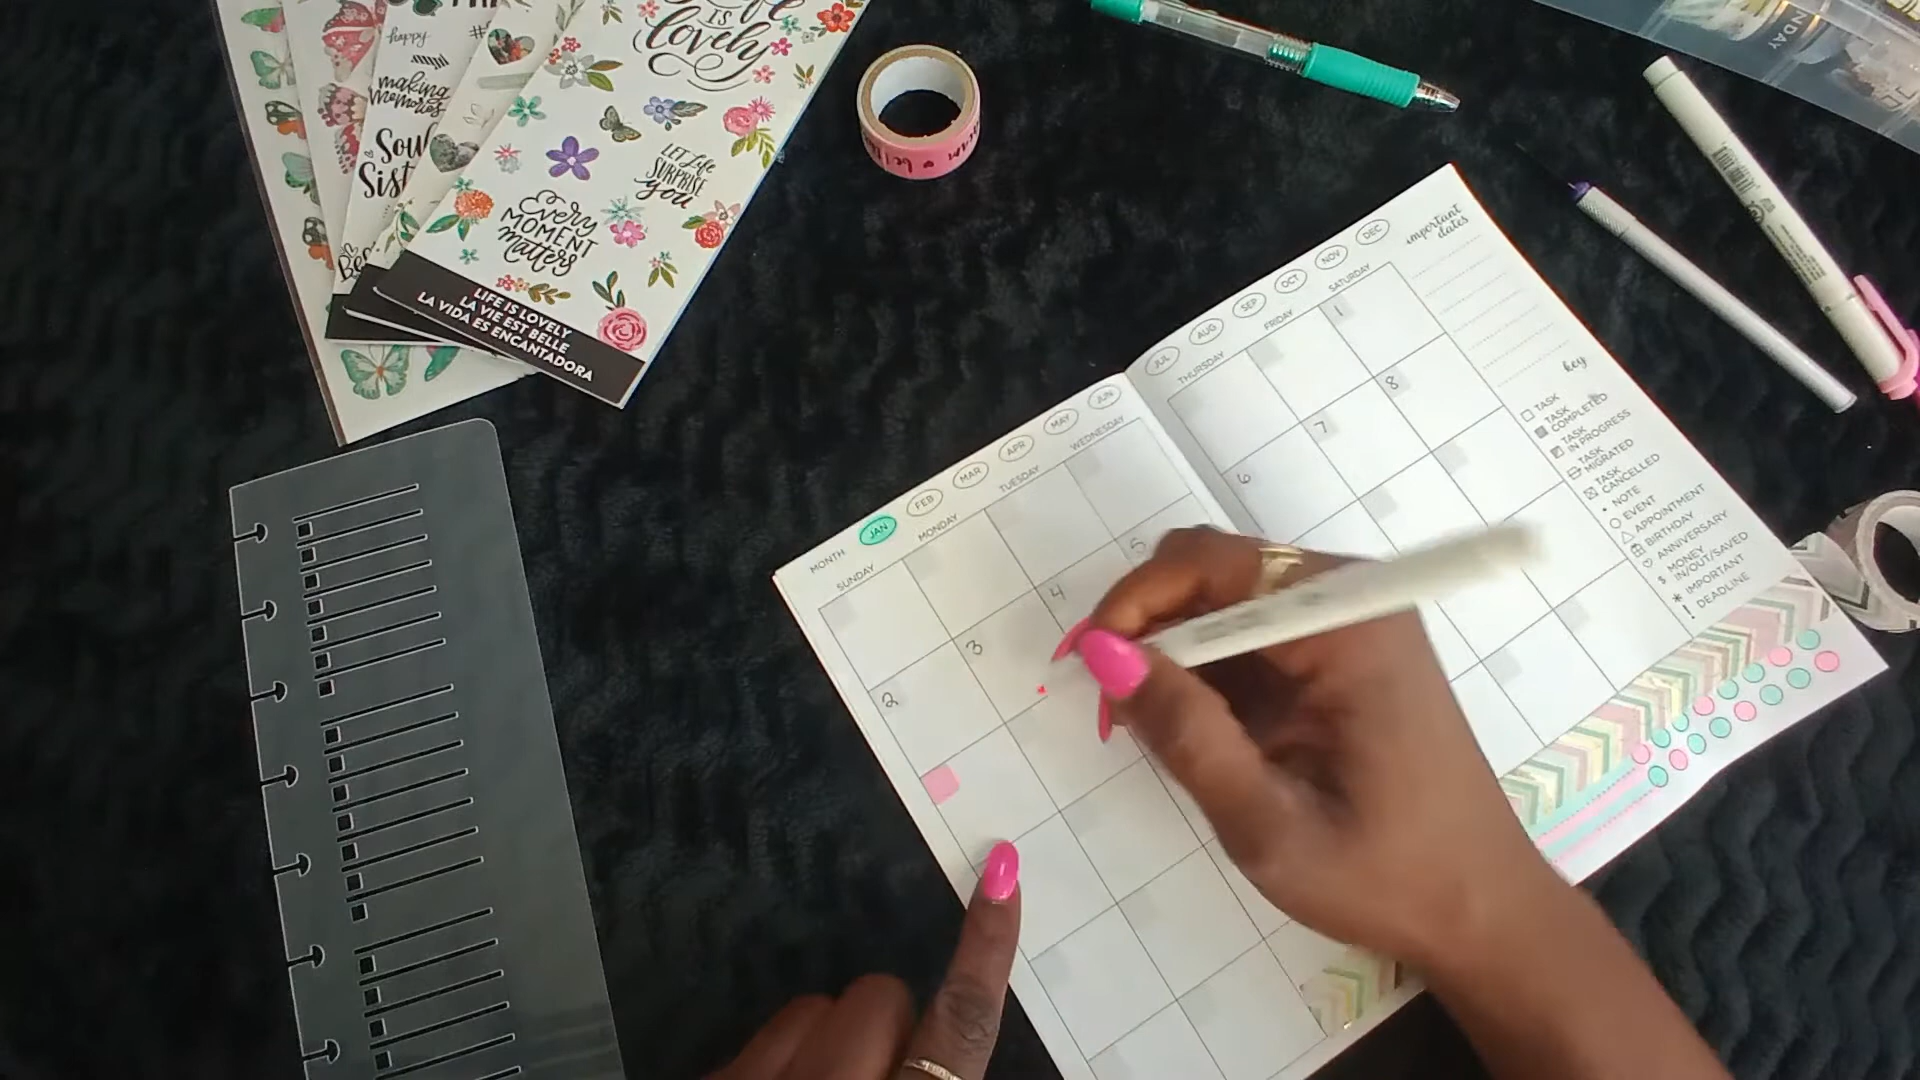 happy
making
memories
Soul
Sist
Be
IS
lovely
LET Life
SURPRISE
you
Every
MOMENT
matters
LIFE IS LOVELY
LA VIE EST BELLE
LA VIDA ES ENCANTADORA
MONTH
JAN
FEB
MAR
APR
MAY
JUN
JUL
AUG
SEP
OCT
NOV
DEC
SUNDAY
MONDAY
TUESDAY
WEDNESDAY
THURSDAY
FRIDAY
SATURDAY
1
2
3
4
5
6
7
8
important
dates
key
TASK
TASK
COMPLETED
TASK
IN PROGRESS
TASK
MIGRATED
TASK
CANCELLED
NOTE
EVENT
APPOINTMENT
BIRTHDAY
ANNIVERSARY
$ MONEY
IN/OUT/SAVED
* IMPORTANT
! DEADLINE